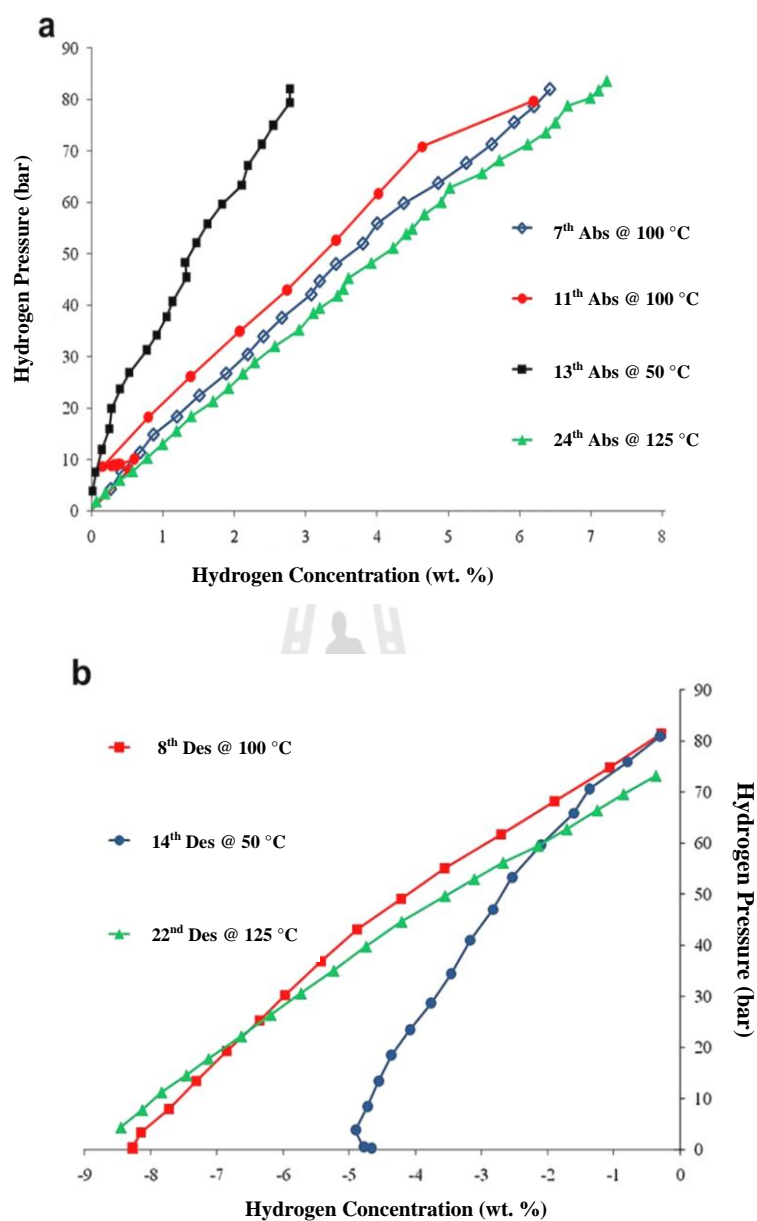 a
90
80
70
60
50
40
30
20
10
0
0 1 2 3 4 5 6 7 8
Hydrogen Pressure (bar)
Hydrogen Concentration (wt. %)
7th Abs @ 100 °C
11th Abs @ 100 °C
13th Abs @ 50 °C
24th Abs @ 125 °C
b
8th Des @ 100 °C
14th Des @ 50 °C
22nd Des @ 125 °C
90
80
70
60
50
40
30
20
10
0
Hydrogen Pressure (bar)
-9 -8 -7 -6 -5 -4 -3 -2 -1 0
Hydrogen Concentration (wt. %)